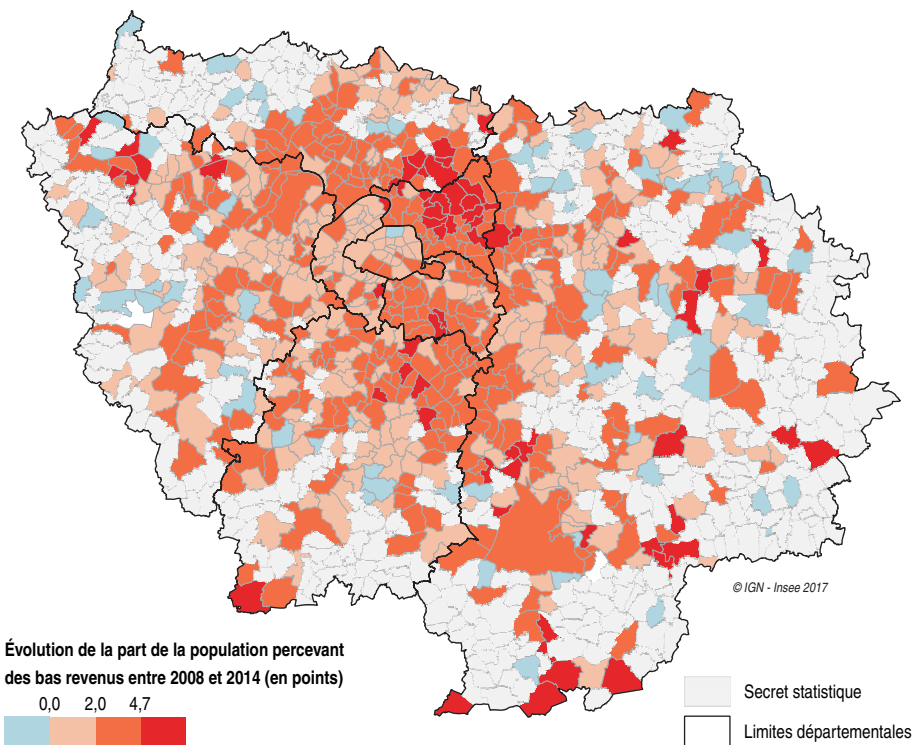 © IGN - Insee 2017
Évolution de la part de la population percevant
des bas revenus entre 2008 et 2014 (en points)
0,0 2,0 4,7
Secret statistique
Limites départementales